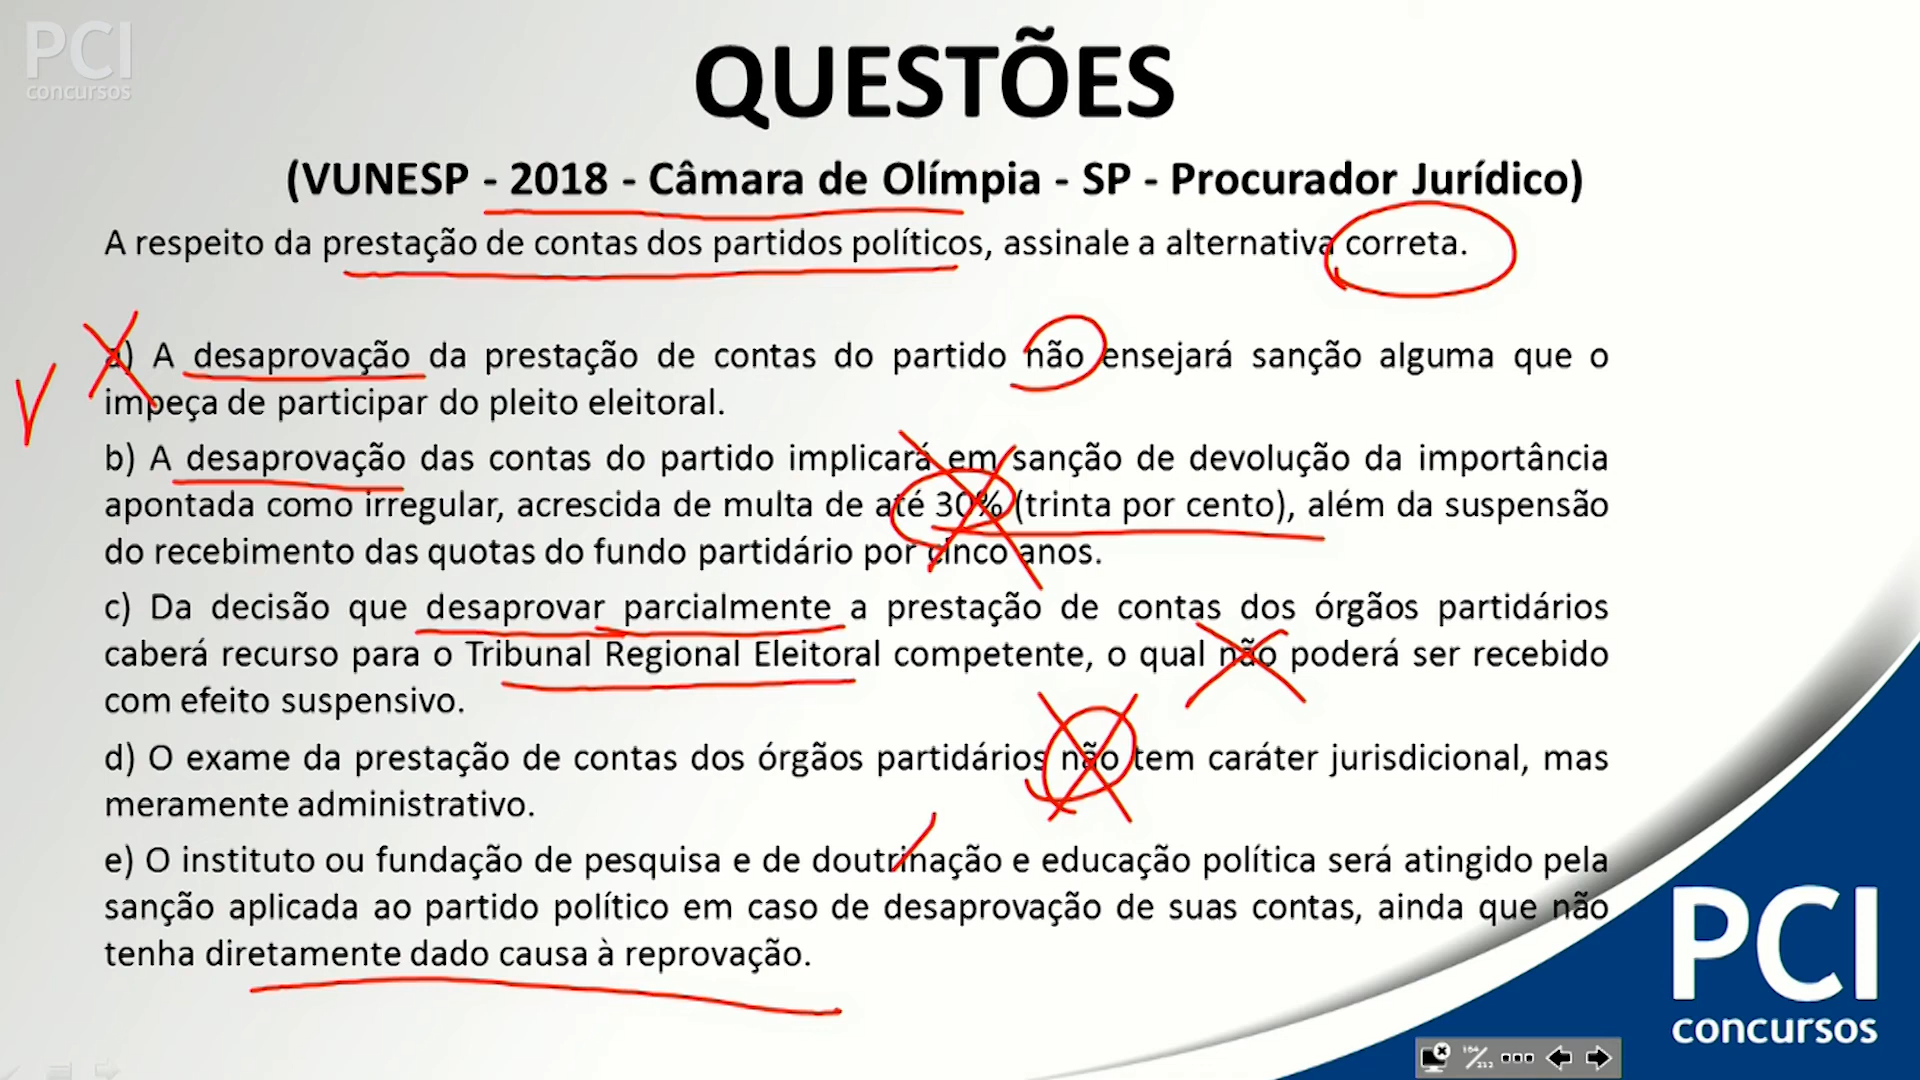 PCI
concursos
QUESTÕES
(VUNESP - 2018 - Câmara de Olímpia - SP - Procurador Jurídico)
A respeito da prestação de contas dos partidos políticos, assinale a alternativa correta.
a) A desaprovação da prestação de contas do partido não ensejará sanção alguma que o
impeça de participar do pleito eleitoral.
V
b) A desaprovação das contas do partido implicará em sanção de devolução da importância
apontada como irregular, acrescida de multa de até 30% (trinta por cento), além da suspensão
do recebimento das quotas do fundo partidário por cinco anos.
c) Da decisão que desaprovar parcialmente a prestação de contas dos órgãos partidários
caberá recurso para o Tribunal Regional Eleitoral competente, o qual não poderá ser recebido
com efeito suspensivo.
d) O exame da prestação de contas dos órgãos partidários não tem caráter jurisdicional, mas
meramente administrativo.
e) O instituto ou fundação de pesquisa e de doutrinação e educação política será atingido pela
sanção aplicada ao partido político em caso de desaprovação de suas contas, ainda que não
tenha diretamente dado causa à reprovação.
PCI
concursos